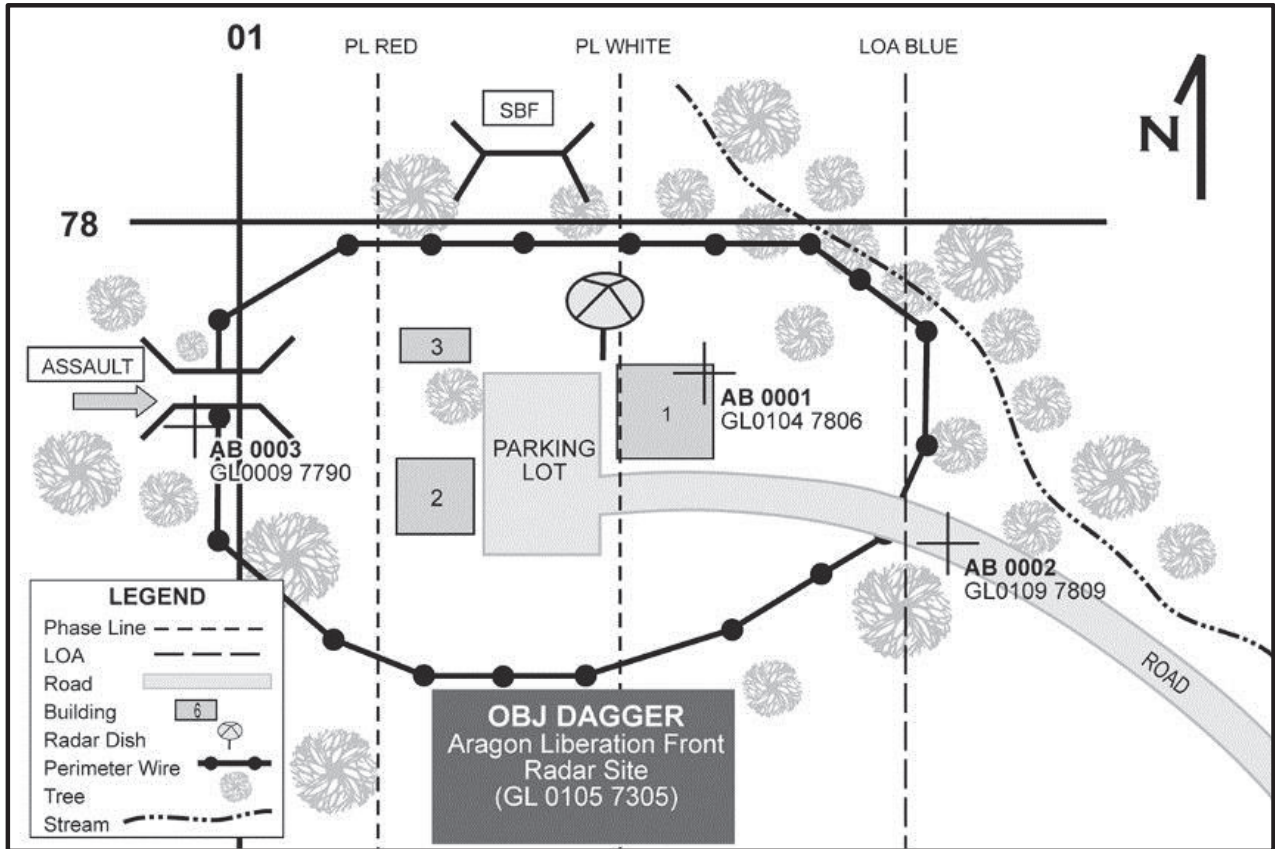 01
PL RED
PL WHITE
LOA BLUE
SBF
N
78
ASSAULT
3
1
AB 0001
GL0104 7806
AB 0003
GL0009 7790
PARKING
LOT
2
AB 0002
GL0109 7809
ROAD
LEGEND
Phase Line
LOA
Road
Building
6
Radar Dish
Perimeter Wire
Tree
Stream
OBJ DAGGER
Aragon Liberation Front
Radar Site
(GL 0105 7305)